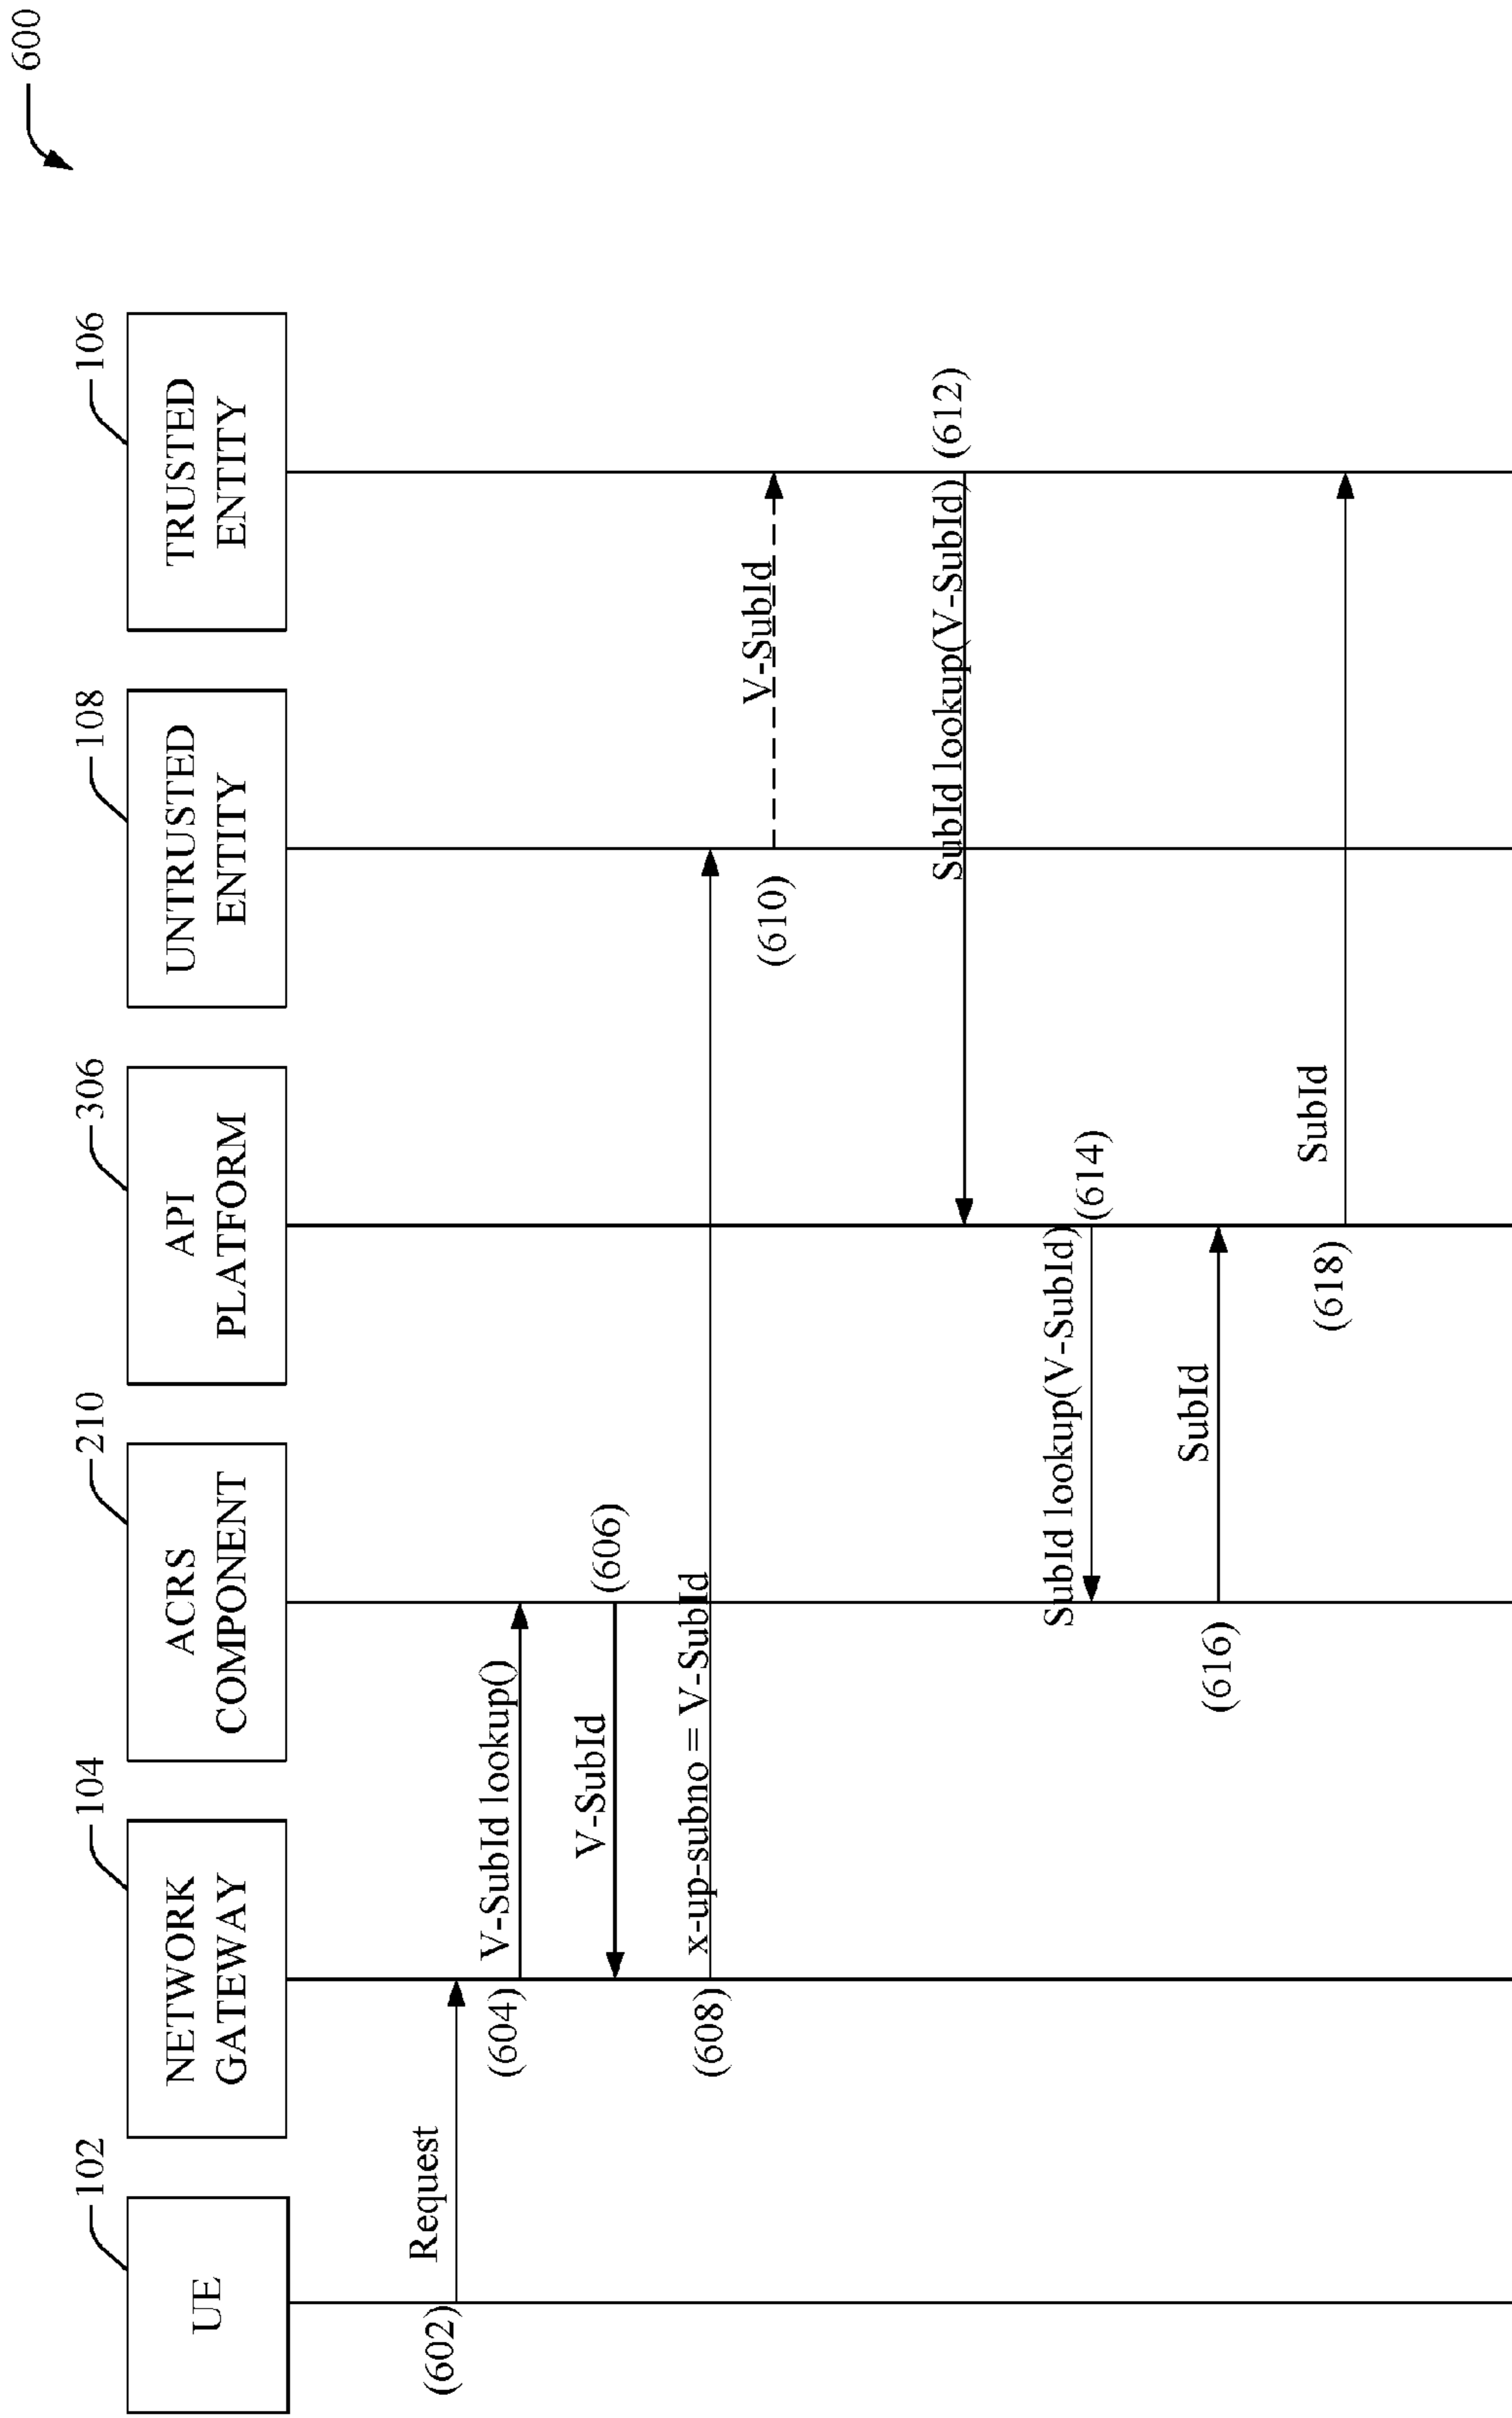 600
102
104
210
306
108
106
UE
NETWORK
GATEWAY
ACRS
COMPONENT
API
PLATFORM
UNTRUSTED
ENTITY
TRUSTED
ENTITY
Request
(602)
V-SubId lookup()
(604)
V-SubId
(606)
x-up-subno = V-SubId
(608)
V-SubId
(610)
SubId lookup(V-SubId)
(612)
SubId lookup(V-SubId)
(614)
SubId
(616)
SubId
(618)